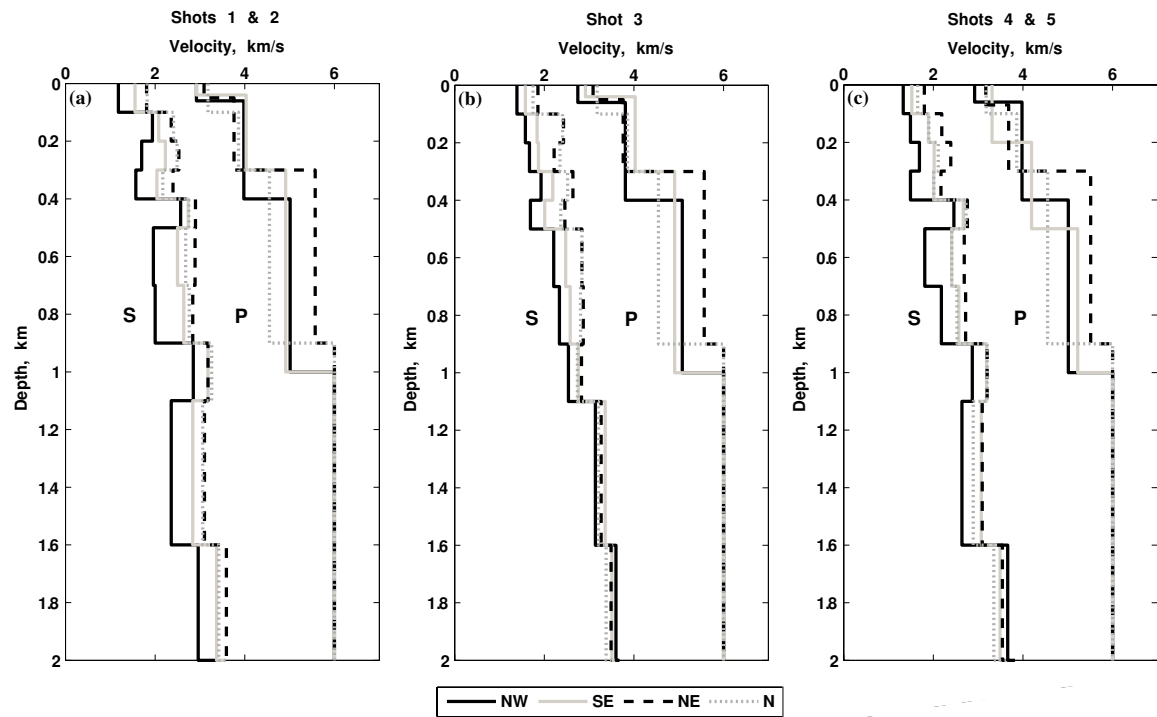 Shots 1 & 2
Velocity, km/s
0 2 4 6
(a)
0
0.2
0.4
0.6
0.8
1
1.2
1.4
1.6
1.8
2
Depth, km
S P
Shot 3
Velocity, km/s
0 2 4 6
(b)
0
0.2
0.4
0.6
0.8
1
1.2
1.4
1.6
1.8
2
Depth, km
S P
Shots 4 & 5
Velocity, km/s
0 2 4 6
(c)
0
0.2
0.4
0.6
0.8
1
1.2
1.4
1.6
1.8
2
Depth, km
S P
NW SE NE N